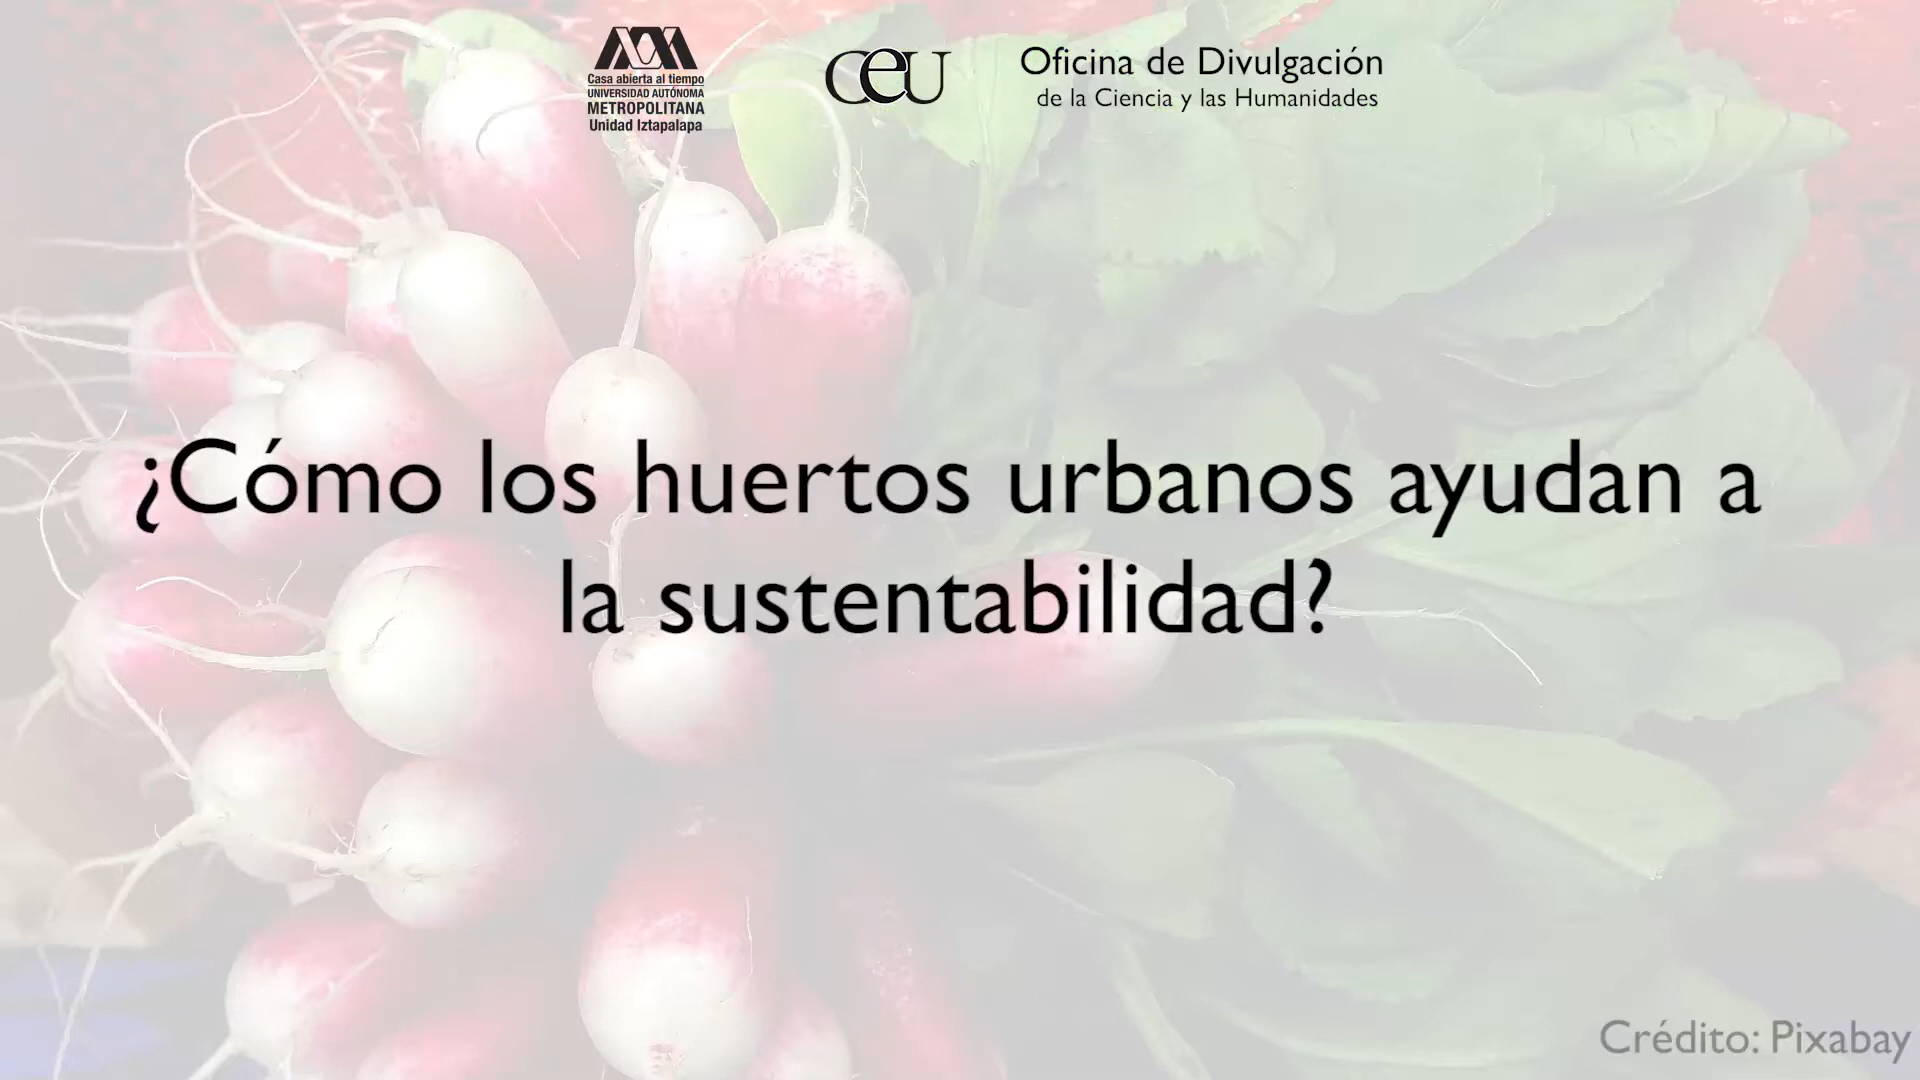 Casa abierta al tiempo
UNIVERSIDAD AUTÓNOMA
METROPOLITANA
Unidad Iztapalapa
CeU
Oficina de Divulgación
de la Ciencia y las Humanidades
¿Cómo los huertos urbanos ayudan a
la sustentabilidad?
Crédito: Pixabay